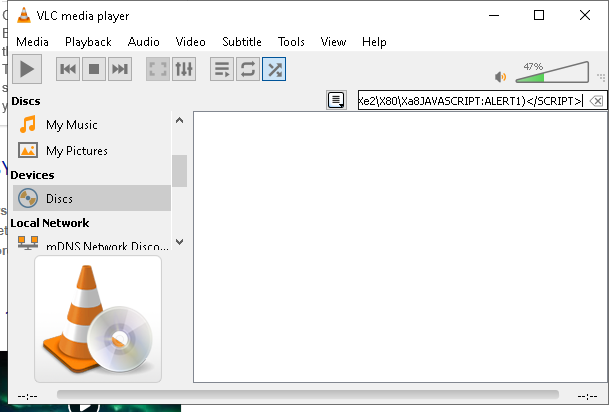 VLC media player
Media Playback Audio Video Subtitle Tools View Help
47%
Discs
Xe2\X80\Xa8JAVASCRIPT:ALERT1)</SCRIPT>
My Music
My Pictures
Devices
Discs
Local Network
mDNS Network Disco...
--:--
--:--